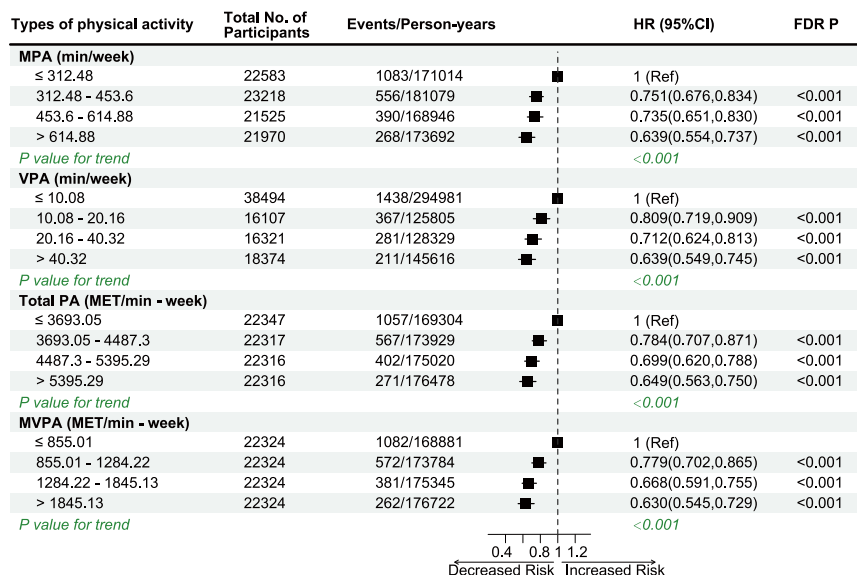 Types of physical activity Total No. of Participants Events/Person-years HR (95%CI) FDR P
MPA (min/week)
≤ 312.48 22583 1083/171014 1 (Ref)
312.48 - 453.6 23218 556/181079 0.751(0.676,0.834) <0.001
453.6 - 614.88 21525 390/168946 0.735(0.651,0.830) <0.001
> 614.88 21970 268/173692 0.639(0.554,0.737) <0.001
P value for trend <0.001
VPA (min/week)
≤ 10.08 38494 1438/294981 1 (Ref)
10.08 - 20.16 16107 367/125805 0.809(0.719,0.909) <0.001
20.16 - 40.32 16321 281/128329 0.712(0.624,0.813) <0.001
> 40.32 18374 211/145616 0.639(0.549,0.745) <0.001
P value for trend <0.001
Total PA (MET/min - week)
≤ 3693.05 22347 1057/169304 1 (Ref)
3693.05 - 4487.3 22317 567/173929 0.784(0.707,0.871) <0.001
4487.3 - 5395.29 22316 402/175020 0.699(0.620,0.788) <0.001
> 5395.29 22316 271/176478 0.649(0.563,0.750) <0.001
P value for trend <0.001
MVPA (MET/min - week)
≤ 855.01 22324 1082/168881 1 (Ref)
855.01 - 1284.22 22324 572/173784 0.779(0.702,0.865) <0.001
1284.22 - 1845.13 22324 381/175345 0.668(0.591,0.755) <0.001
> 1845.13 22324 262/176722 0.630(0.545,0.729) <0.001
P value for trend <0.001
0.4 0.8 1 1.2
Decreased Risk Increased Risk